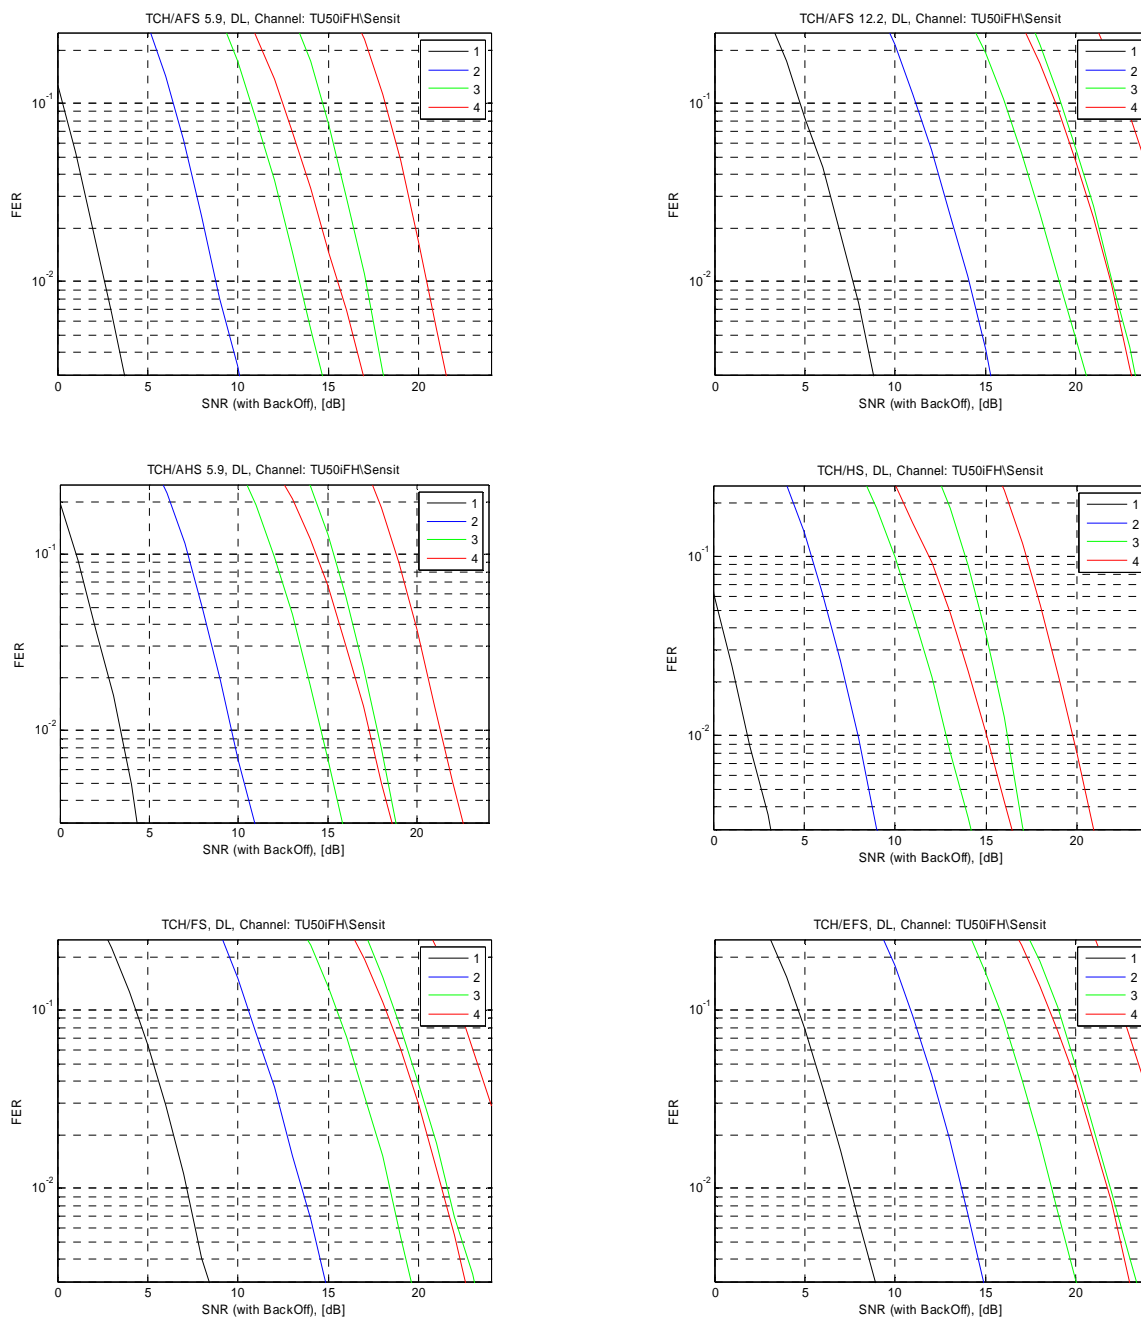 TCH/AFS 5.9, DL, Channel: TU50iFH\Sensit
1
2
3
4
10^-1
10^-2
FER
0 5 10 15 20
SNR (with BackOff), [dB]
TCH/AFS 12.2, DL, Channel: TU50iFH\Sensit
1
2
3
4
10^-1
10^-2
FER
0 5 10 15 20
SNR (with BackOff), [dB]
TCH/AHS 5.9, DL, Channel: TU50iFH\Sensit
1
2
3
4
10^-1
10^-2
FER
0 5 10 15 20
SNR (with BackOff), [dB]
TCH/HS, DL, Channel: TU50iFH\Sensit
1
2
3
4
10^-1
10^-2
FER
0 5 10 15 20
SNR (with BackOff), [dB]
TCH/FS, DL, Channel: TU50iFH\Sensit
1
2
3
4
10^-1
10^-2
FER
0 5 10 15 20
SNR (with BackOff), [dB]
TCH/EFS, DL, Channel: TU50iFH\Sensit
1
2
3
4
10^-1
10^-2
FER
0 5 10 15 20
SNR (with BackOff), [dB]